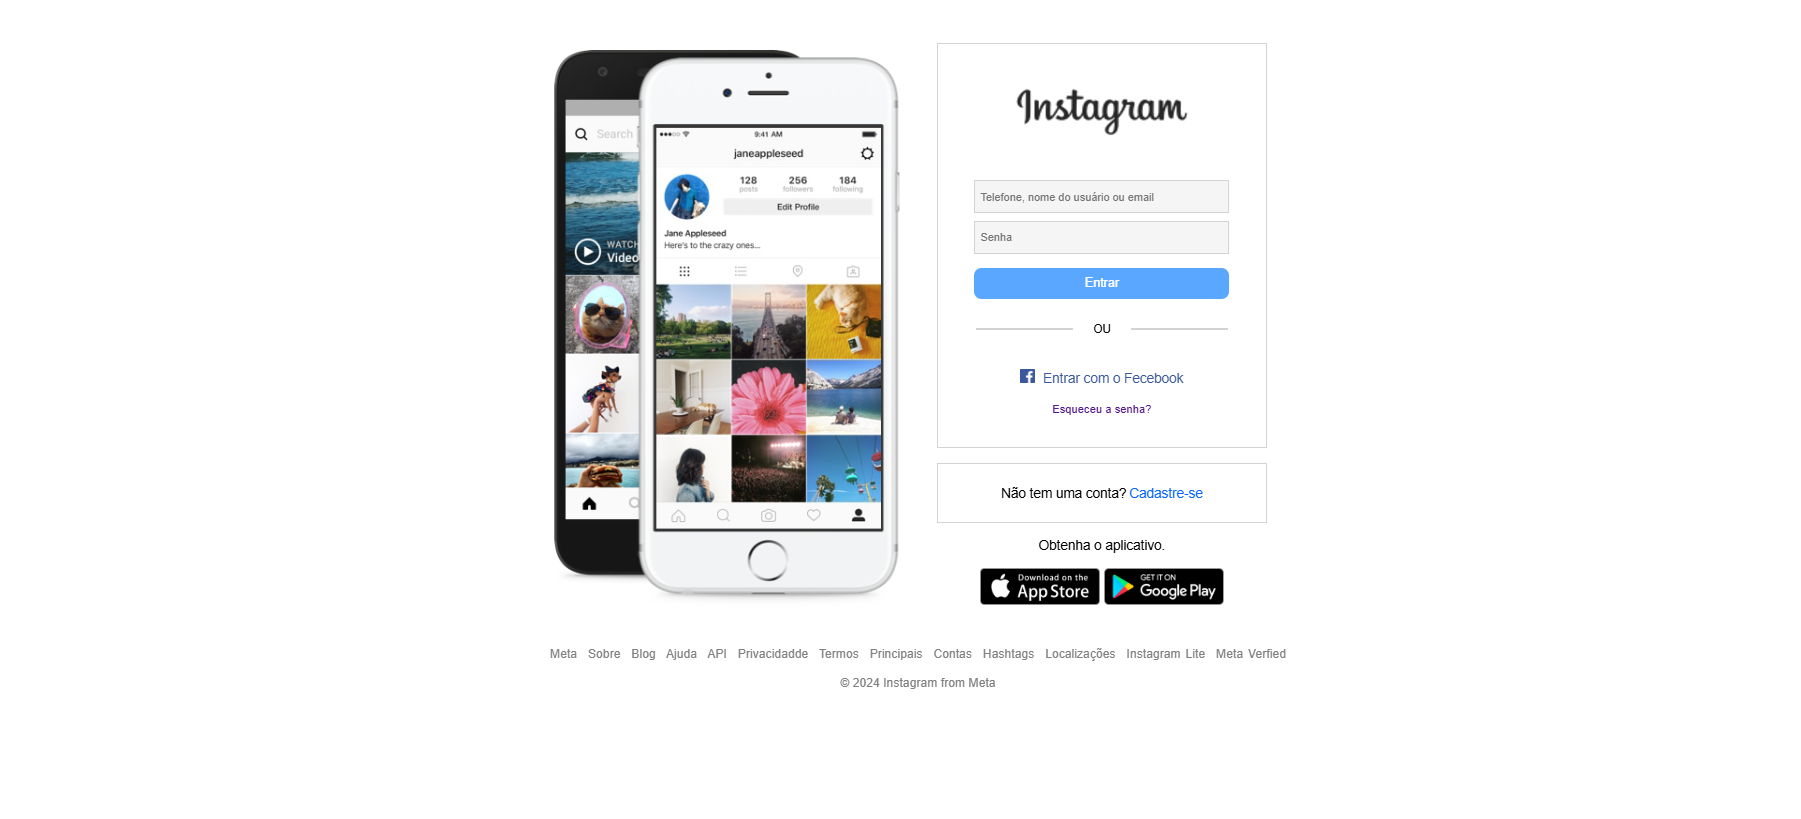 Search
WATCH
Video
9:41 AM
janeappleseed
128 256 184
posts followers following
Edit Profile
Jane Appleseed
Here's to the crazy ones...
Instagram
Telefone, nome do usuário ou email
Senha
Entrar
OU
Entrar com o Fecebook
Esqueceu a senha?
Não tem uma conta? Cadastre-se
Obtenha o aplicativo.
Download on the
App Store
GET IT ON
Google Play
Meta Sobre Blog Ajuda API Privacidadde Termos Principais Contas Hashtags Localizações Instagram Lite Meta Verfied
© 2024 Instagram from Meta